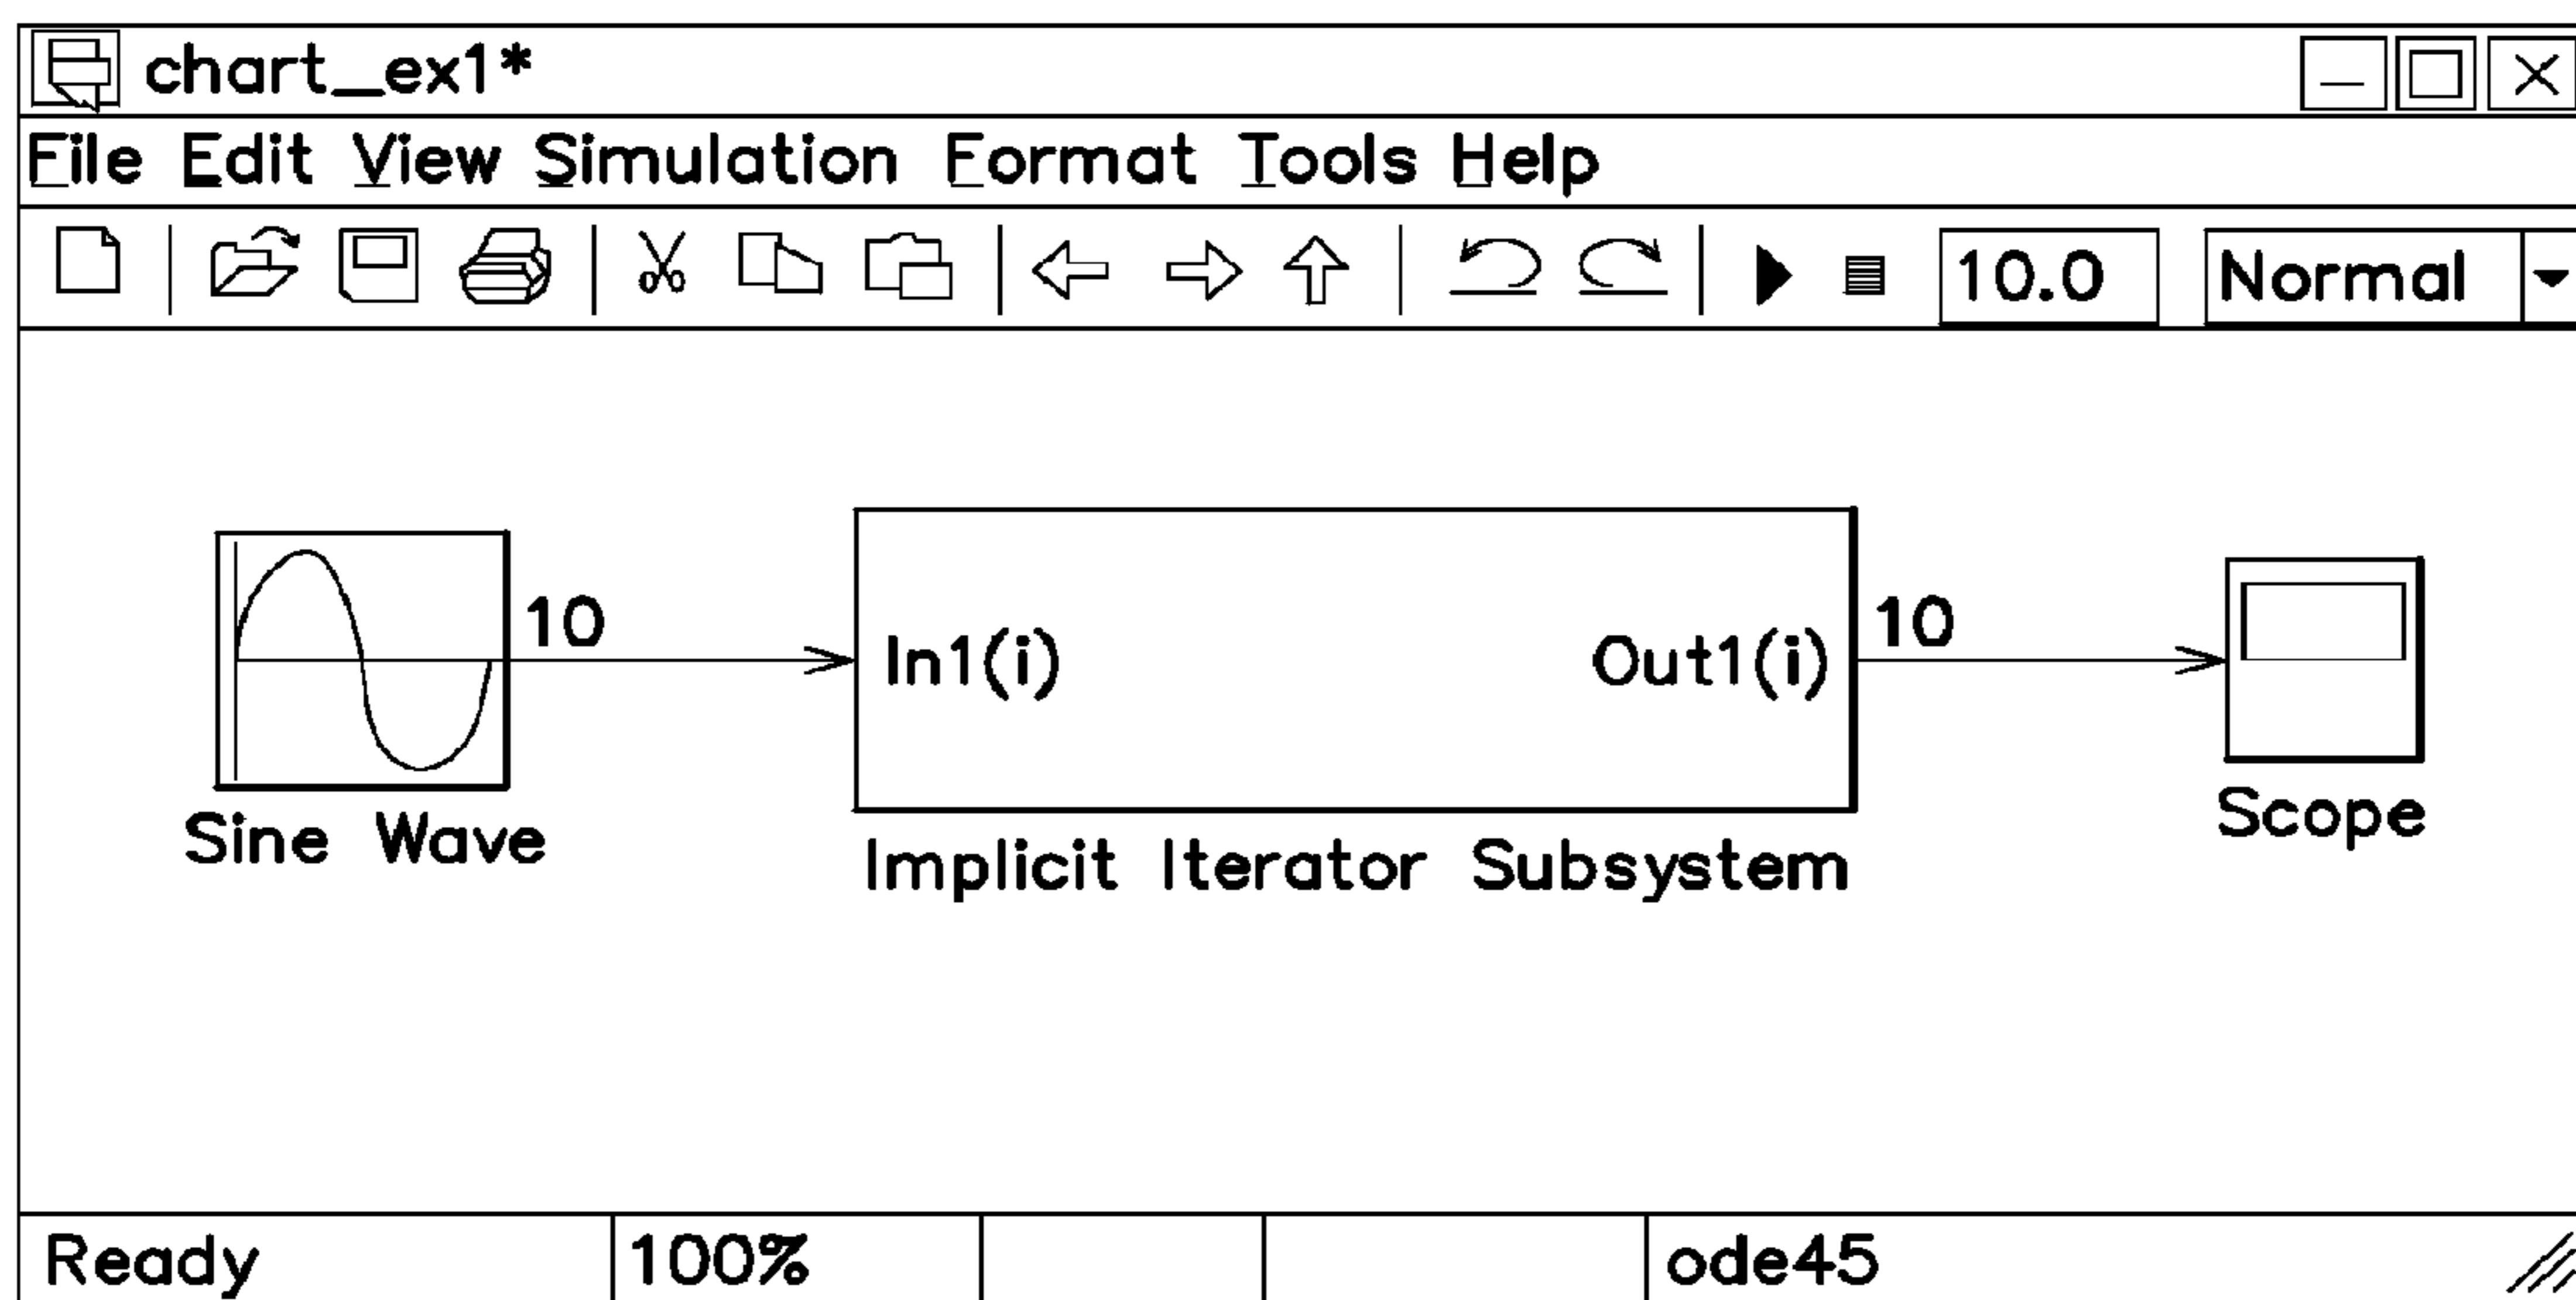 chart_ex1*
File Edit View Simulation Format Tools Help
10.0 Normal
10 10
In1(i) Out1(i)
Sine Wave Implicit Iterator Subsystem Scope
Ready 100% ode45